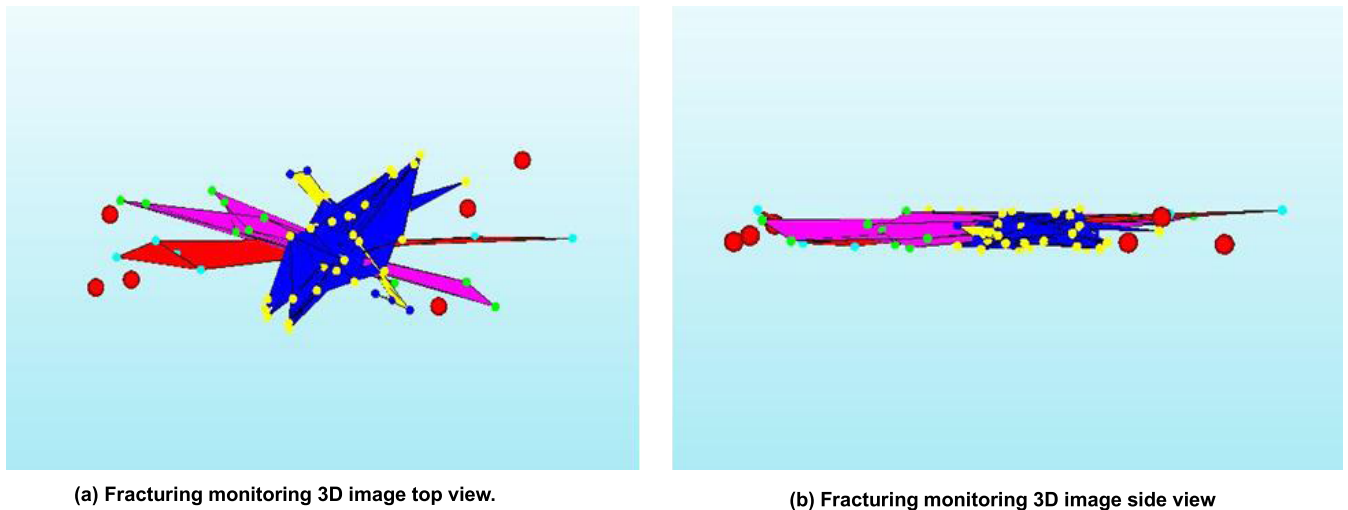 (a) Fracturing monitoring 3D image top view.
(b) Fracturing monitoring 3D image side view